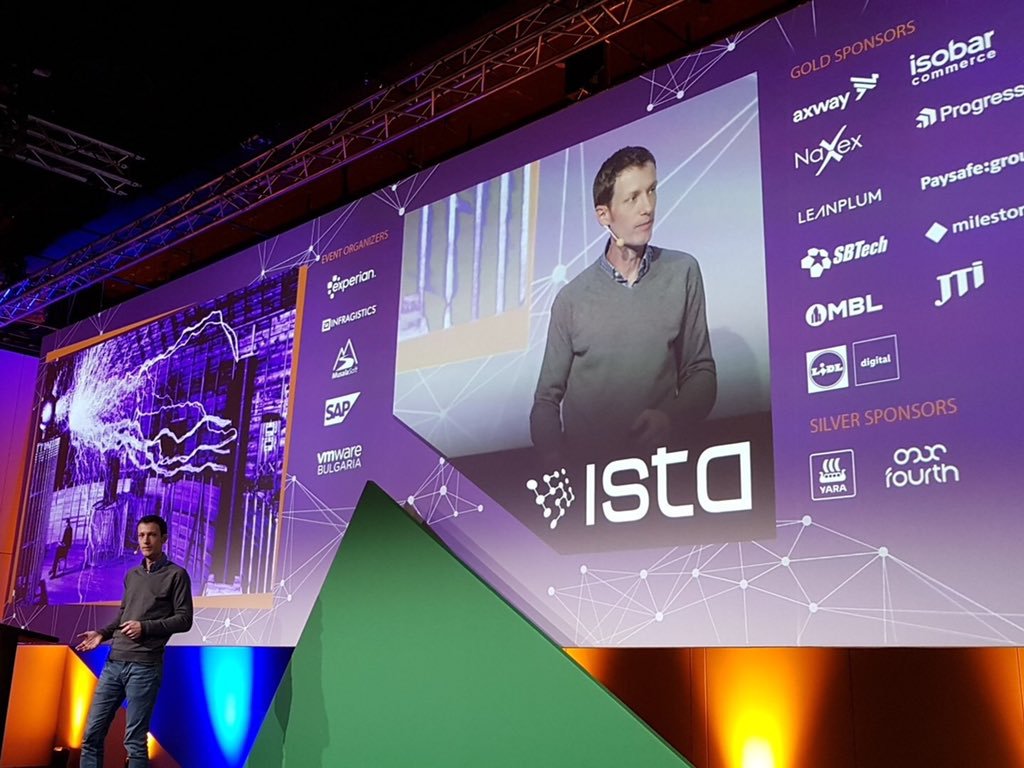 EVENT ORGANIZERS
experian.
INFRAGISTICS
MusalaSoft
SAP
vmware
BULGARIA
ista
GOLD SPONSORS
axway
isobar
commerce
NaXex
Progress
LEANPLUM
Paysafe:grou
SBTech
mileston
MBL
JTI
LIDL
digital
SILVER SPONSORS
YARA
fourth